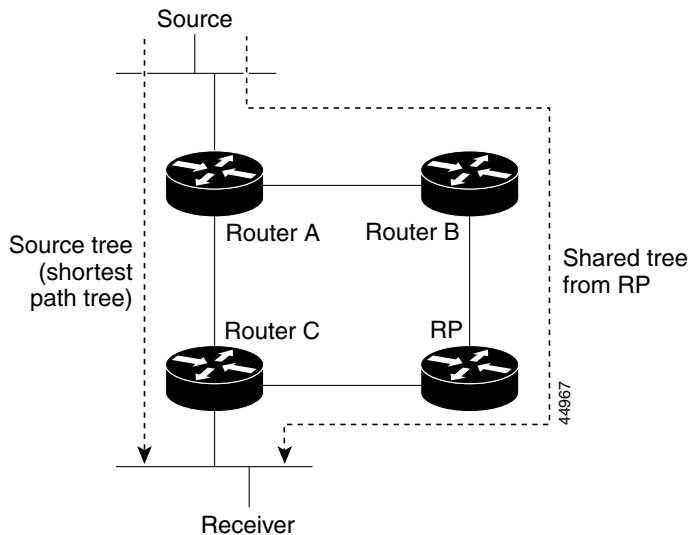 Source
Router A
Router B
Source tree
(shortest
path tree)
Shared tree
from RP
Router C
RP
44967
Receiver